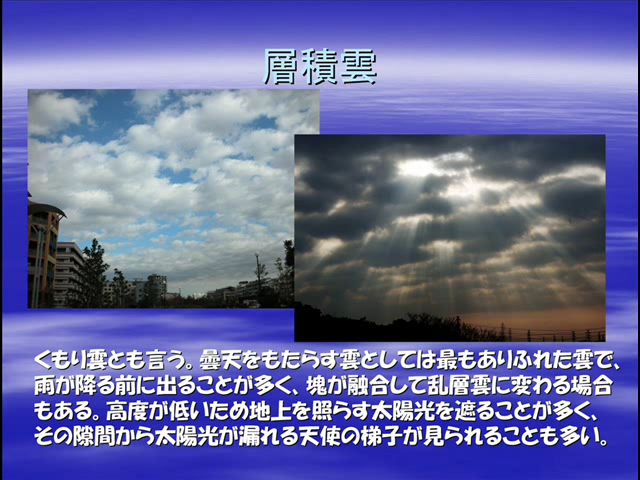 層積雲
くもり雲とも言う。曇天をもたらす雲としては最もありふれた雲で、
雨が降る前に出ることが多く、塊が融合して乱層雲に変わる場合
もある。高度が低いため地上を照らす太陽光を遮ることが多く、
その隙間から太陽光が漏れる天使の梯子が見られることも多い。